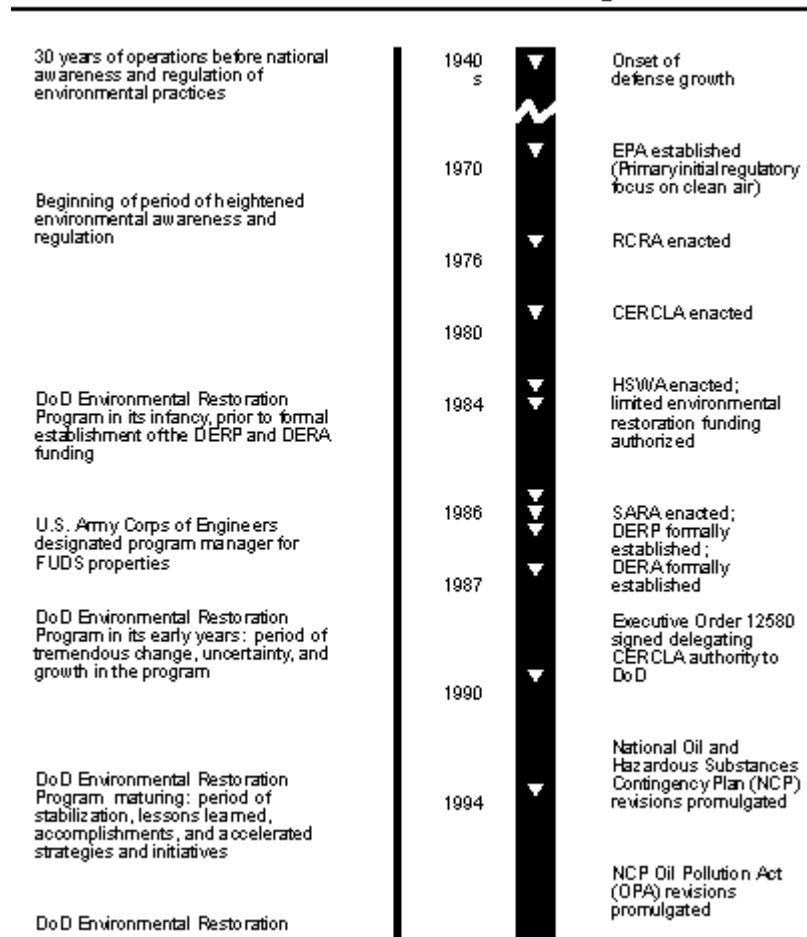 30 years of operations before national
awareness and regulation of
environmental practices
Beginning of period of heightened
environmental awareness and
regulation
DoD Environmental Restoration
Program in its infancy, prior to formal
establishment of the DERP and DERA
funding
U.S. Army Corps of Engineers
designated program manager for
FUDS properties
DoD Environmental Restoration
Program in its early years: period of
tremendous change, uncertainty, and
growth in the program
DoD Environmental Restoration
Program maturing: period of
stabilization, lessons learned,
accomplishments, and accelerated
strategies and initiatives
DoD Environmental Restoration
1940
s
1970
1976
1980
1984
1986
1987
1990
1994
Onset of
defense growth
EPA established
(Primary initial regulatory
focus on clean air)
RCRA enacted
CERCLA enacted
HSWA enacted;
limited environmental
restoration funding
authorized
SARA enacted;
DERP formally
established;
DERA formally
established
Executive Order 12580
signed delegating
CERCLA authority to
DoD
National Oil and
Hazardous Substances
Contingency Plan (NCP)
revisions promulgated
NCP Oil Pollution Act
(OPA) revisions
promulgated